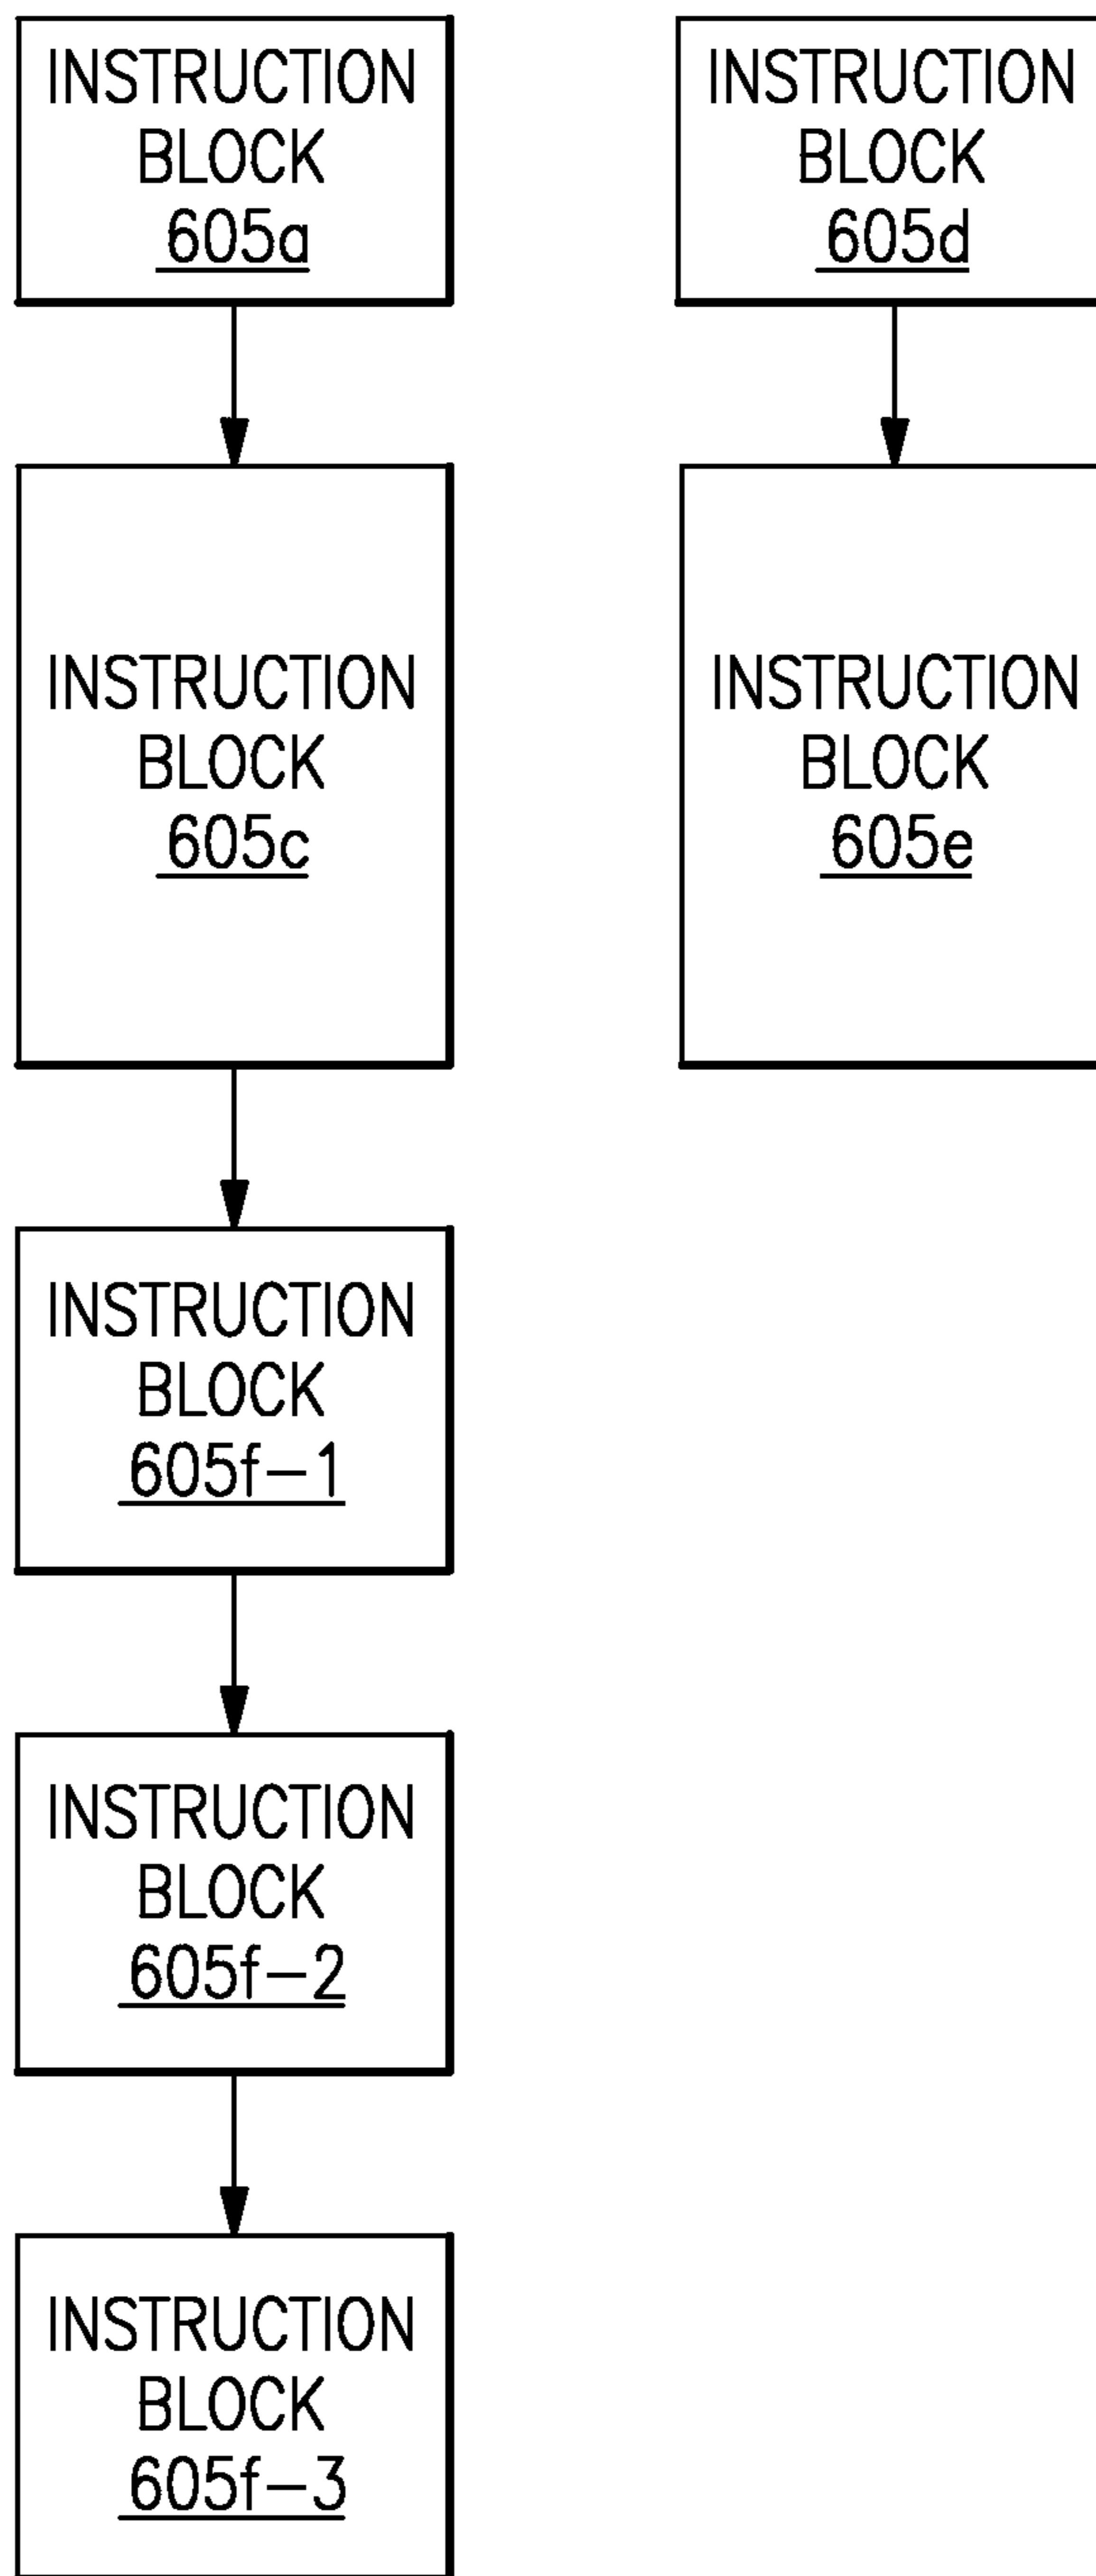 INSTRUCTION
BLOCK
605a
INSTRUCTION
BLOCK
605d
INSTRUCTION
BLOCK
605c
INSTRUCTION
BLOCK
605e
INSTRUCTION
BLOCK
605f-1
INSTRUCTION
BLOCK
605f-2
INSTRUCTION
BLOCK
605f-3